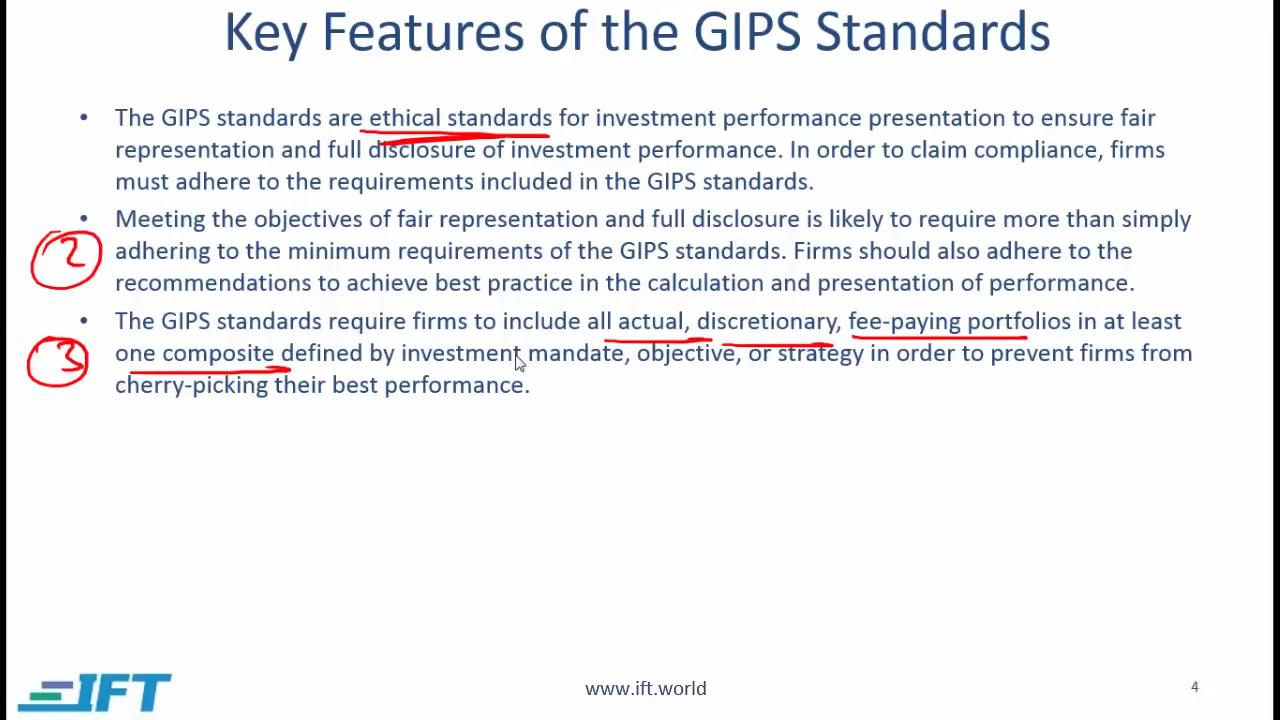 Key Features of the GIPS Standards
• The GIPS standards are ethical standards for investment performance presentation to ensure fair
representation and full disclosure of investment performance. In order to claim compliance, firms
must adhere to the requirements included in the GIPS standards.
• Meeting the objectives of fair representation and full disclosure is likely to require more than simply
2 adhering to the minimum requirements of the GIPS standards. Firms should also adhere to the
recommendations to achieve best practice in the calculation and presentation of performance.
• The GIPS standards require firms to include all actual, discretionary, fee-paying portfolios in at least
3 one composite defined by investment mandate, objective, or strategy in order to prevent firms from
cherry-picking their best performance.
IFT www.ift.world 4